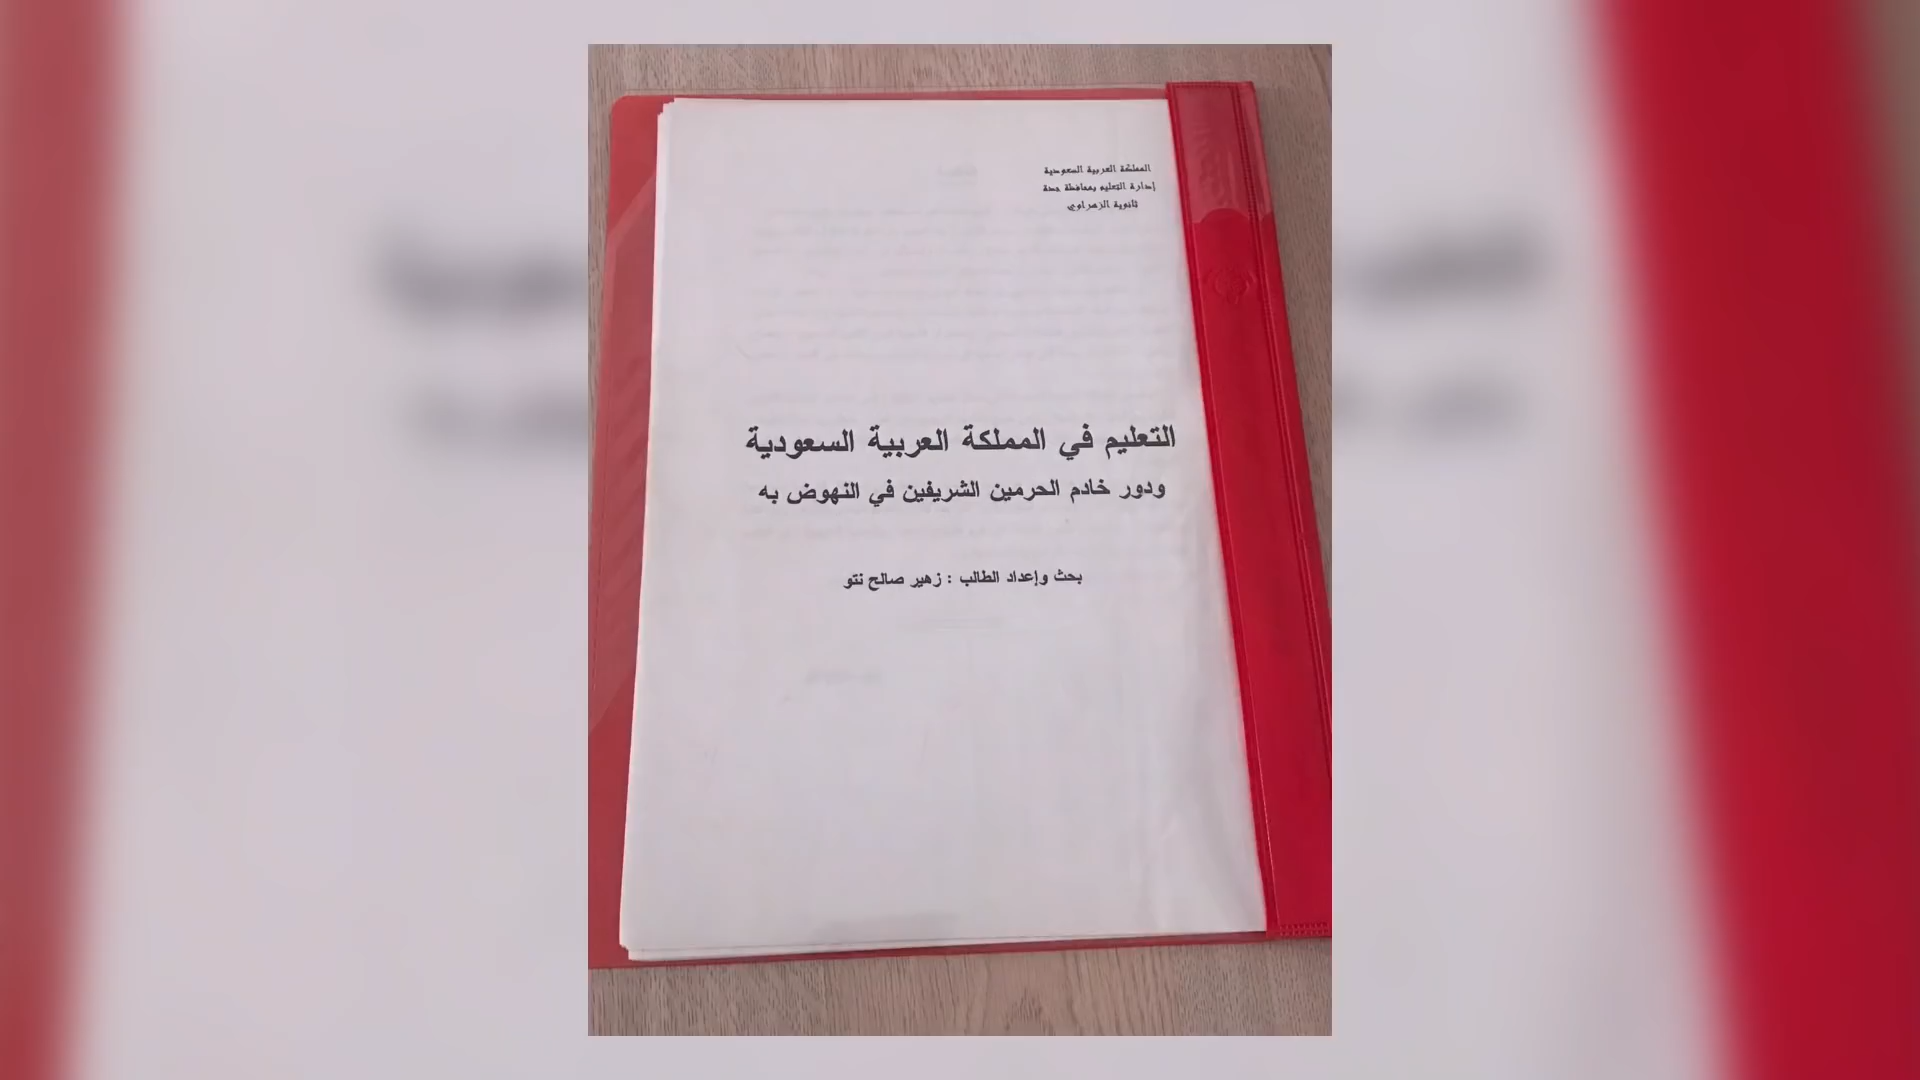 المملكة العربية السعودية
إدارة التعليم بمحافظة جدة
ثانوية الزهراوي
التعليم في المملكة العربية السعودية
ودور خادم الحرمين الشريفين في النهوض به
بحث وإعداد الطالب : زهير صالح نتو